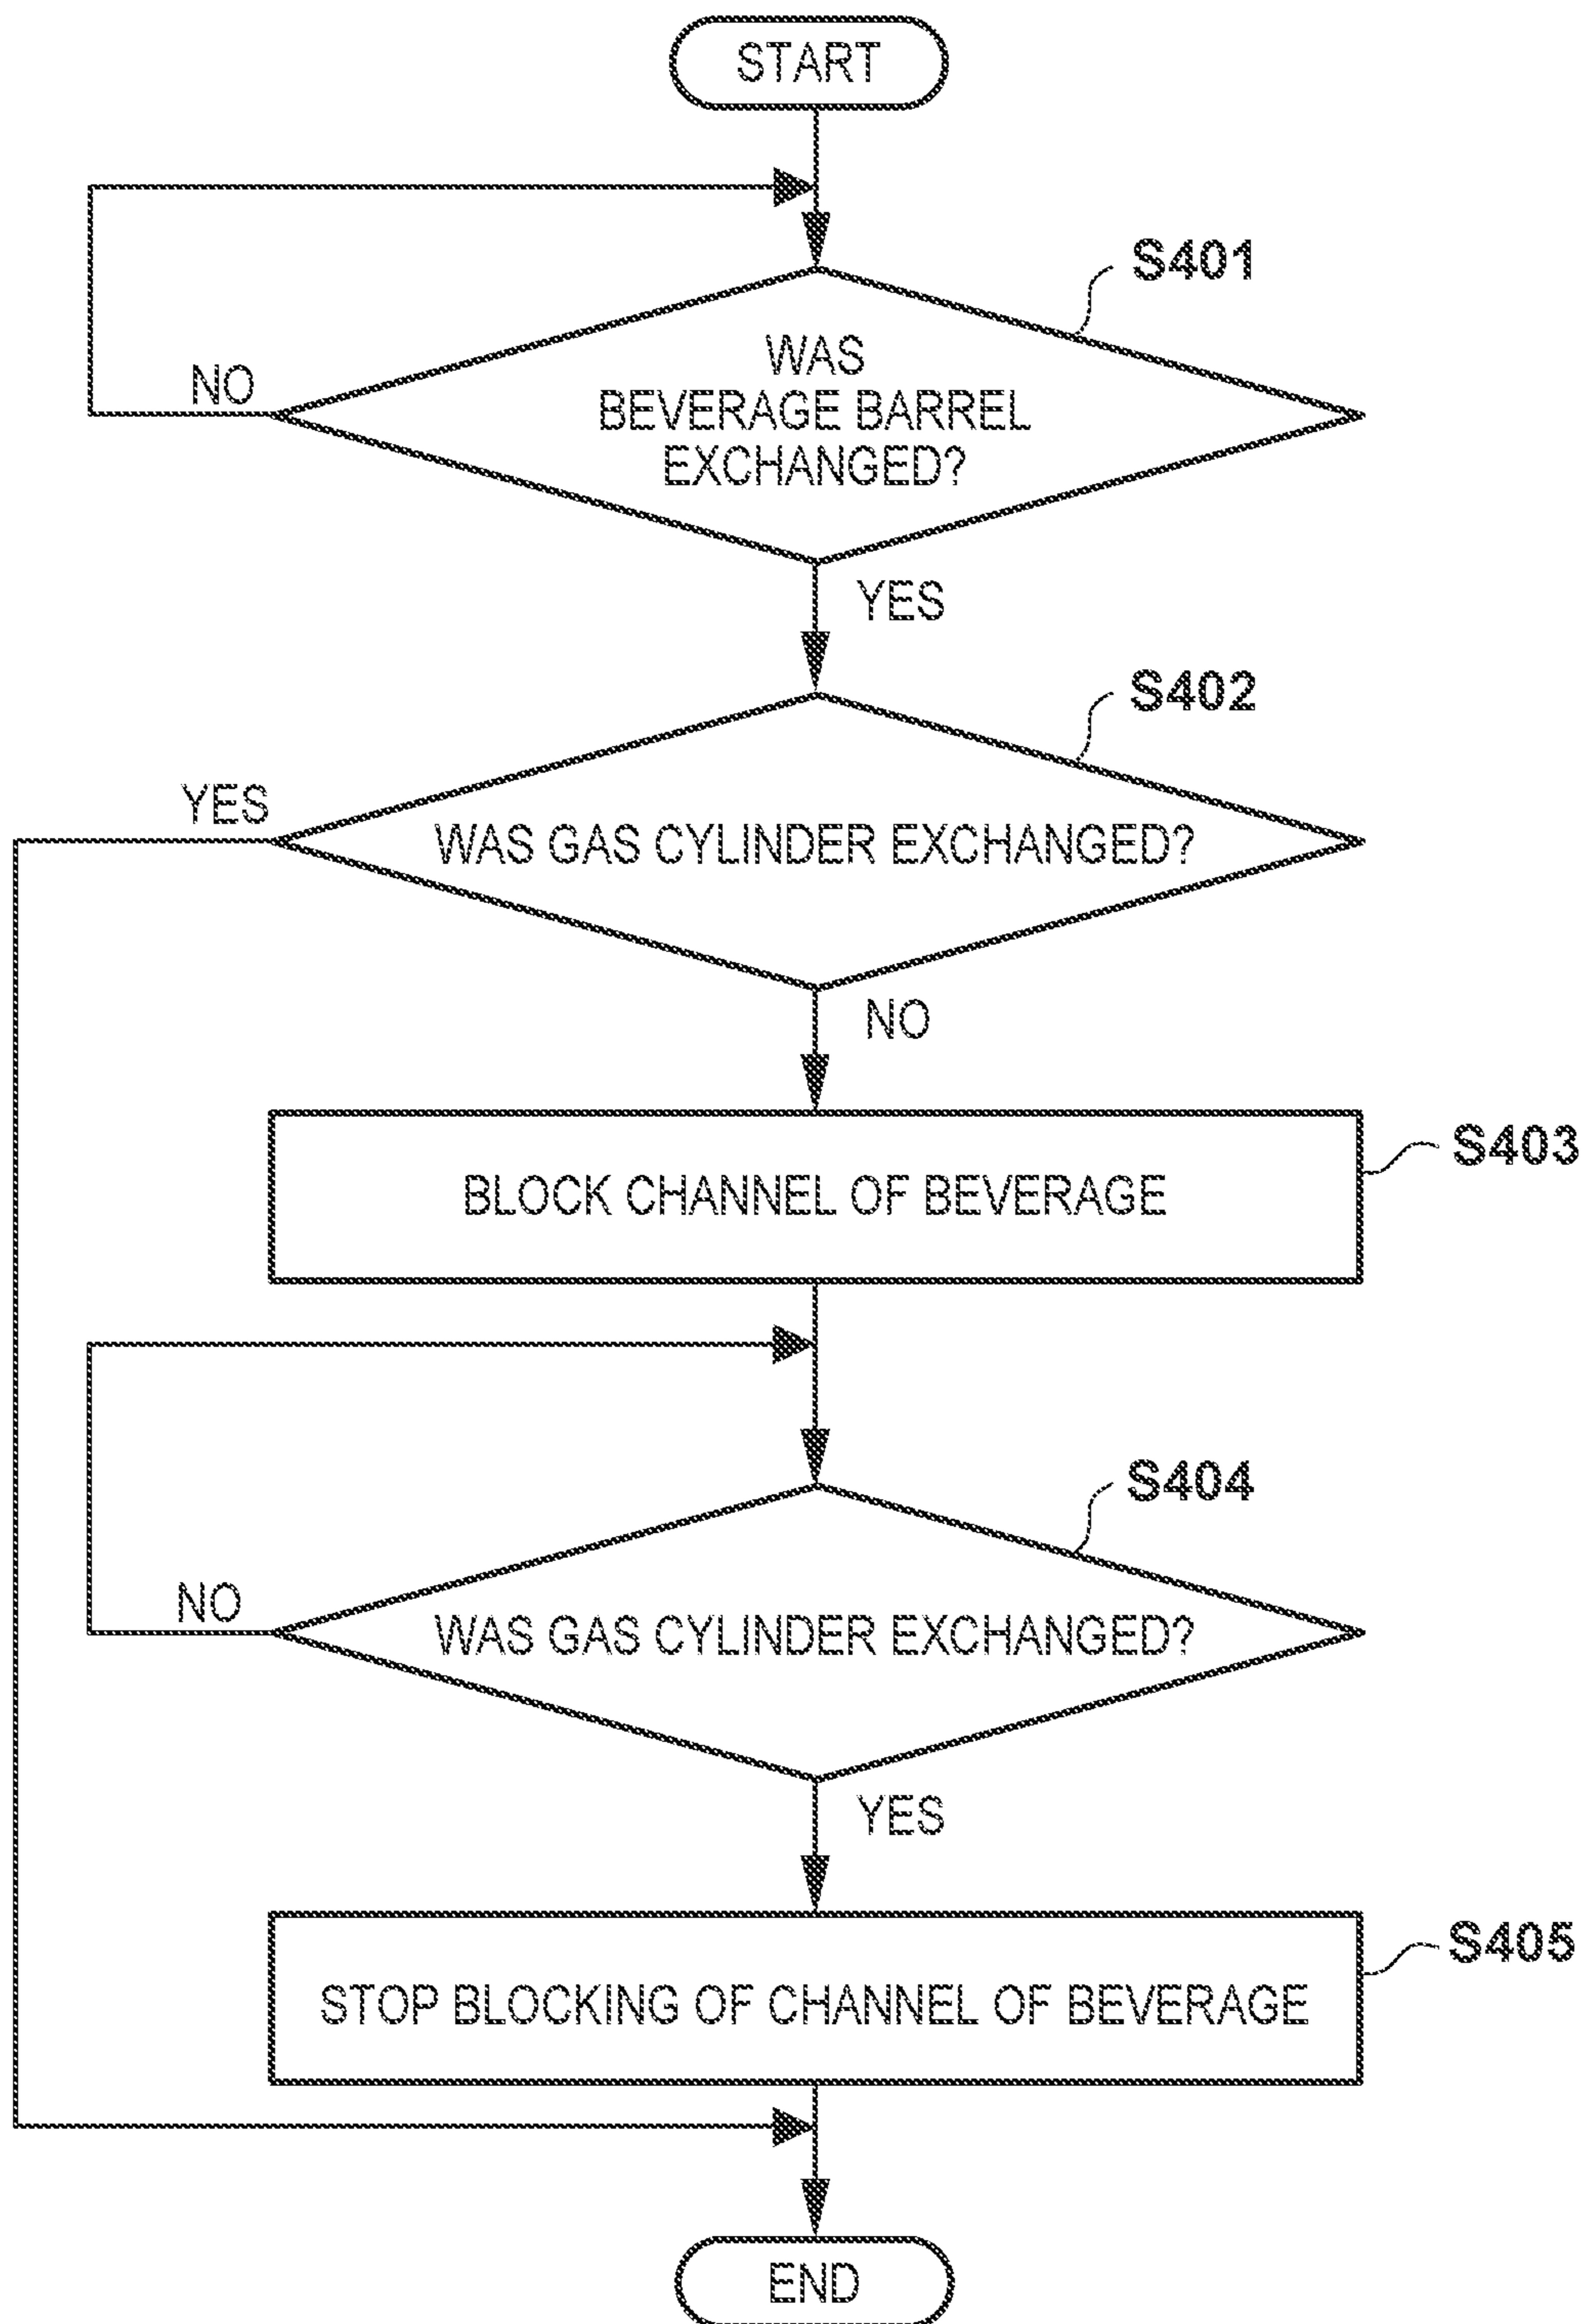 START
S401
WAS
BEVERAGE BARREL
EXCHANGED?
NO
YES
S402
YES
WAS GAS CYLINDER EXCHANGED?
NO
S403
BLOCK CHANNEL OF BEVERAGE
S404
NO
WAS GAS CYLINDER EXCHANGED?
YES
S405
STOP BLOCKING OF CHANNEL OF BEVERAGE
END